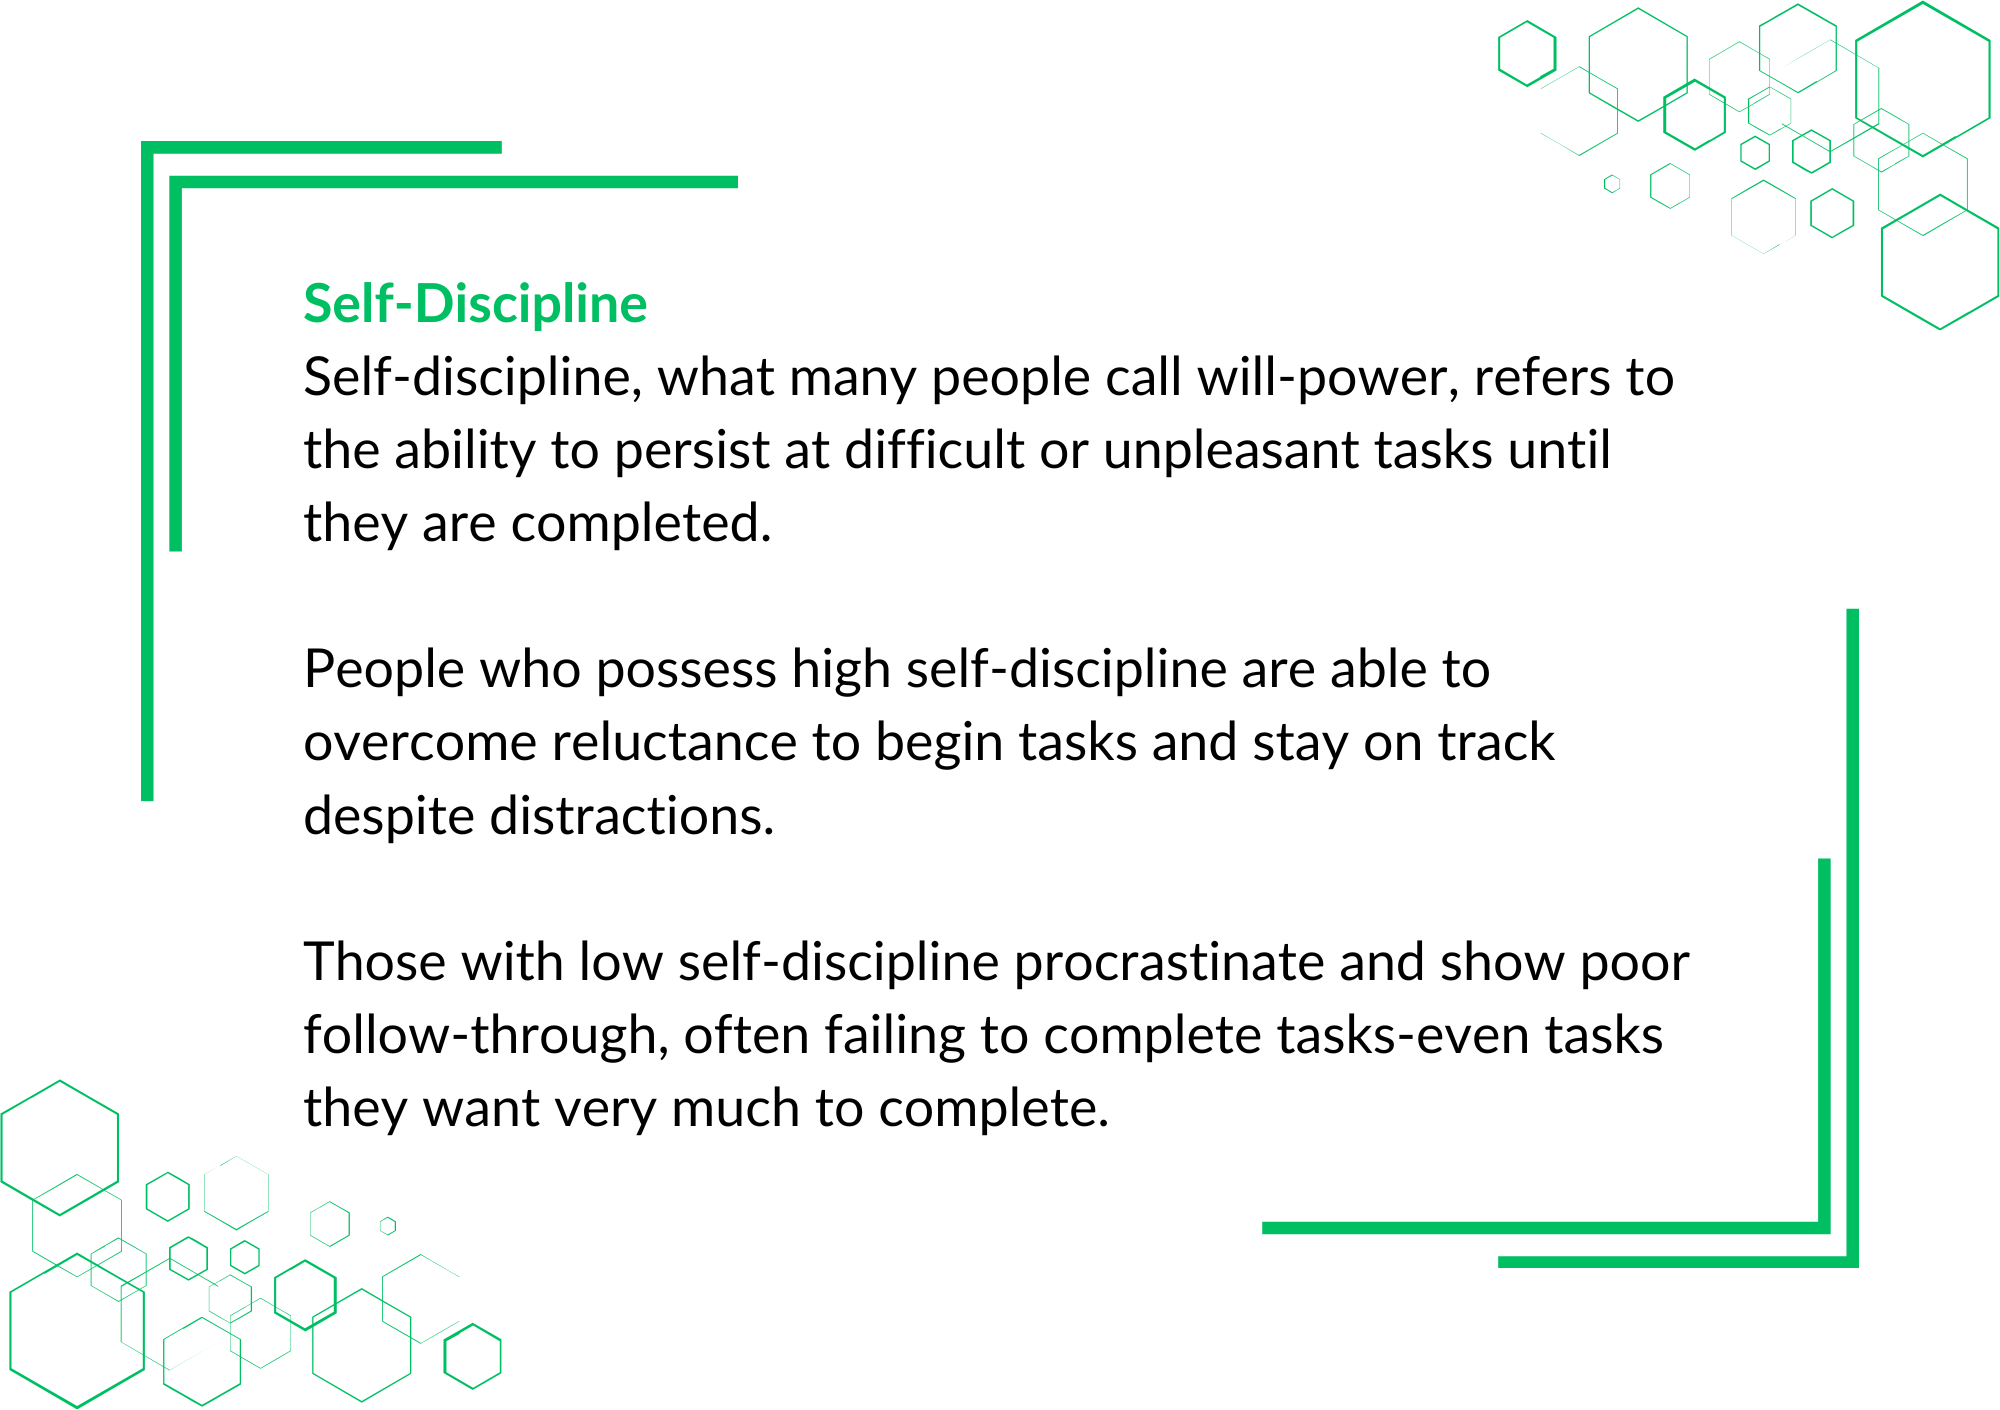 Self-Discipline
Self-discipline, what many people call will-power, refers to
the ability to persist at difficult or unpleasant tasks until
they are completed.
People who possess high self-discipline are able to
overcome reluctance to begin tasks and stay on track
despite distractions.
Those with low self-discipline procrastinate and show poor
follow-through, often failing to complete tasks-even tasks
they want very much to complete.